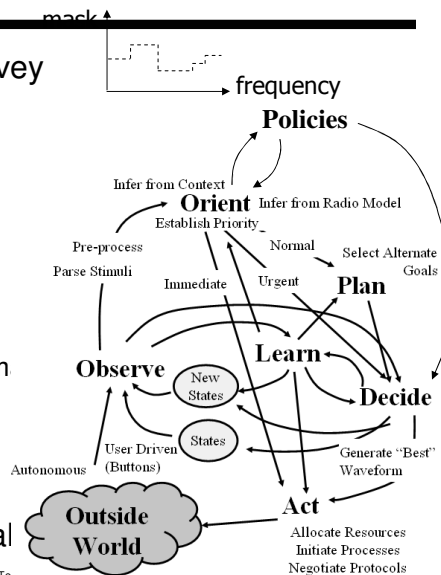 mask
vey
frequency
Policies
Infer from Context
Orient
Infer from Radio Model
Establish Priority
Pre-process
Normal
Select Alternate
Goals
Parse Stimuli
Immediate
Urgent
Plan
Learn
Observe
New
States
Decide
States
User Driven
(Buttons)
Generate “Best”
Waveform
Autonomous
Act
Outside
World
Allocate Resources
Initiate Processes
Negotiate Protocols